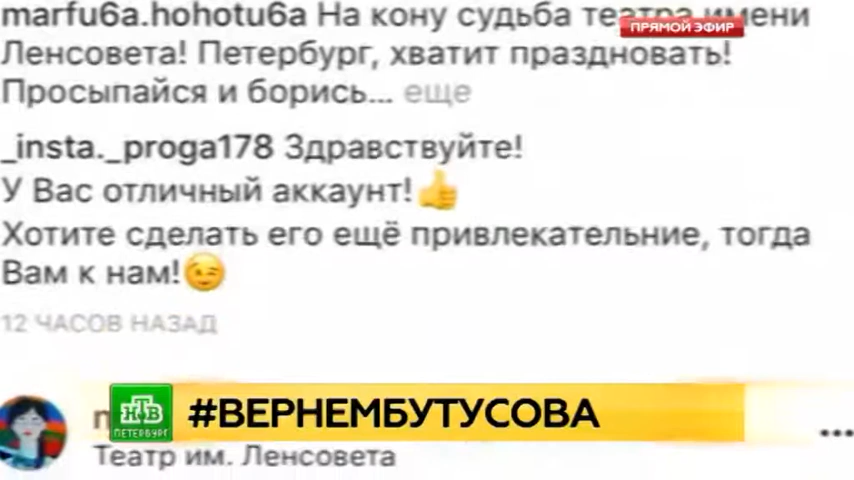 marfu6a.hohotu6a На кону судьба театра имени
ПРЯМОЙ ЭФИР
Ленсовета! Петербург, хватит праздновать!
Просыпайся и борись... еще
_insta._proga178 Здравствуйте!
У Вас отличный аккаунт!👍
Хотите сделать его ещё привлекательние, тогда
Вам к нам!😉
12 ЧАСОВ НАЗАД
НТВ
ПЕТЕРБУРГ
#ВЕРНЕМБУТУСОВА
Театр им. Ленсовета